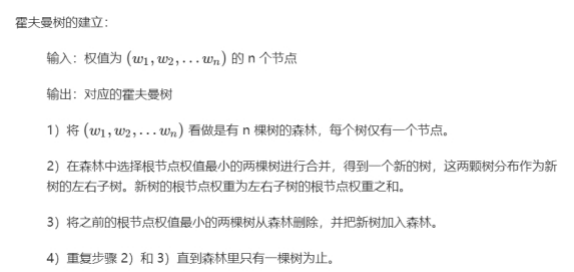 霍夫曼树的建立：
输入：权值为 (w₁, w₂, ... wₙ) 的 n 个节点
输出：对应的霍夫曼树
1）将 (w₁, w₂, ... wₙ) 看做是有 n 棵树的森林，每个树仅有一个节点。
2）在森林中选择根节点权值最小的两棵树进行合并，得到一个新的树，这两颗树分布作为新
树的左右子树。新树的根节点权重为左右子树的根节点权重之和。
3）将之前的根节点权值最小的两棵树从森林删除，并把新树加入森林。
4）重复步骤 2）和 3）直到森林里只有一棵树为止。